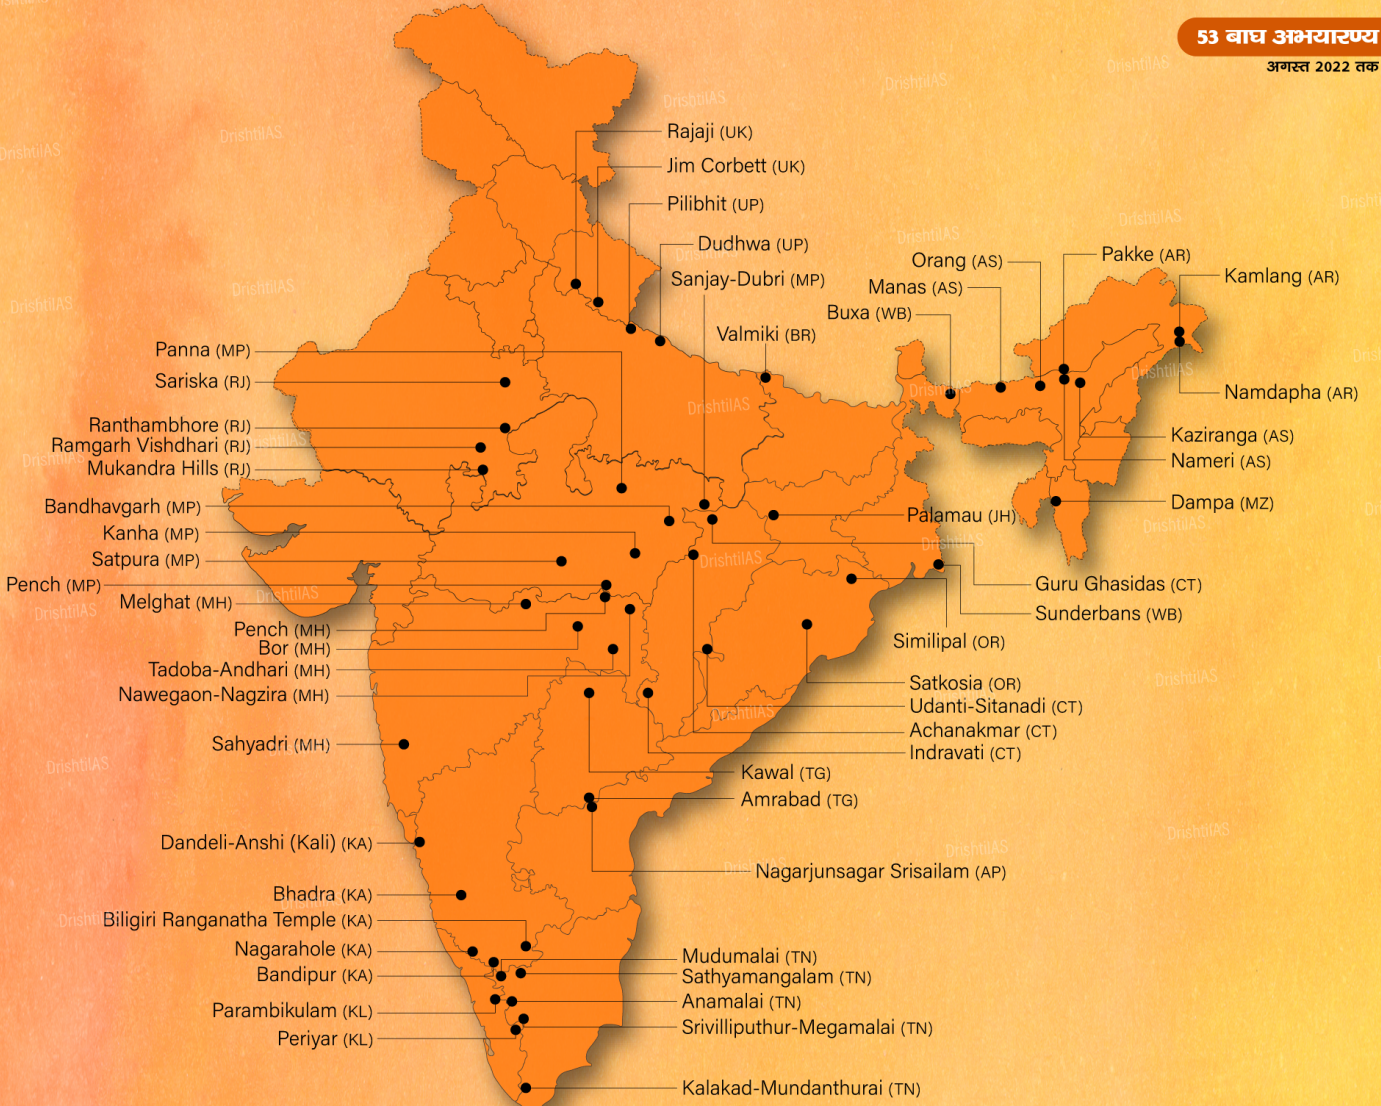 53 बाघ अभयारण्य
अगस्त 2022 तक
Rajaji (UK)
Jim Corbett (UK)
Pilibhit (UP)
Dudhwa (UP)
Sanjay-Dubri (MP)
Valmiki (BR)
Buxa (WB)
Manas (AS)
Orang (AS)
Pakke (AR)
Kamlang (AR)
Namdapha (AR)
Kaziranga (AS)
Nameri (AS)
Dampa (MZ)
Palamau (JH)
Guru Ghasidas (CT)
Sunderbans (WB)
Similipal (OR)
Satkosia (OR)
Udanti-Sitanadi (CT)
Achanakmar (CT)
Indravati (CT)
Kawal (TG)
Amrabad (TG)
Nagarjunsagar Srisailam (AP)
Mudumalai (TN)
Sathyamangalam (TN)
Anamalai (TN)
Srivilliputhur-Megamalai (TN)
Kalakad-Mundanthurai (TN)
Panna (MP)
Sariska (RJ)
Ranthambhore (RJ)
Ramgarh Vishdhari (RJ)
Mukandra Hills (RJ)
Bandhavgarh (MP)
Kanha (MP)
Satpura (MP)
Pench (MP)
Melghat (MH)
Pench (MH)
Bor (MH)
Tadoba-Andhari (MH)
Nawegaon-Nagzira (MH)
Sahyadri (MH)
Dandeli-Anshi (Kali) (KA)
Bhadra (KA)
Biligiri Ranganatha Temple (KA)
Nagarahole (KA)
Bandipur (KA)
Parambikulam (KL)
Periyar (KL)
DrishtiIAS